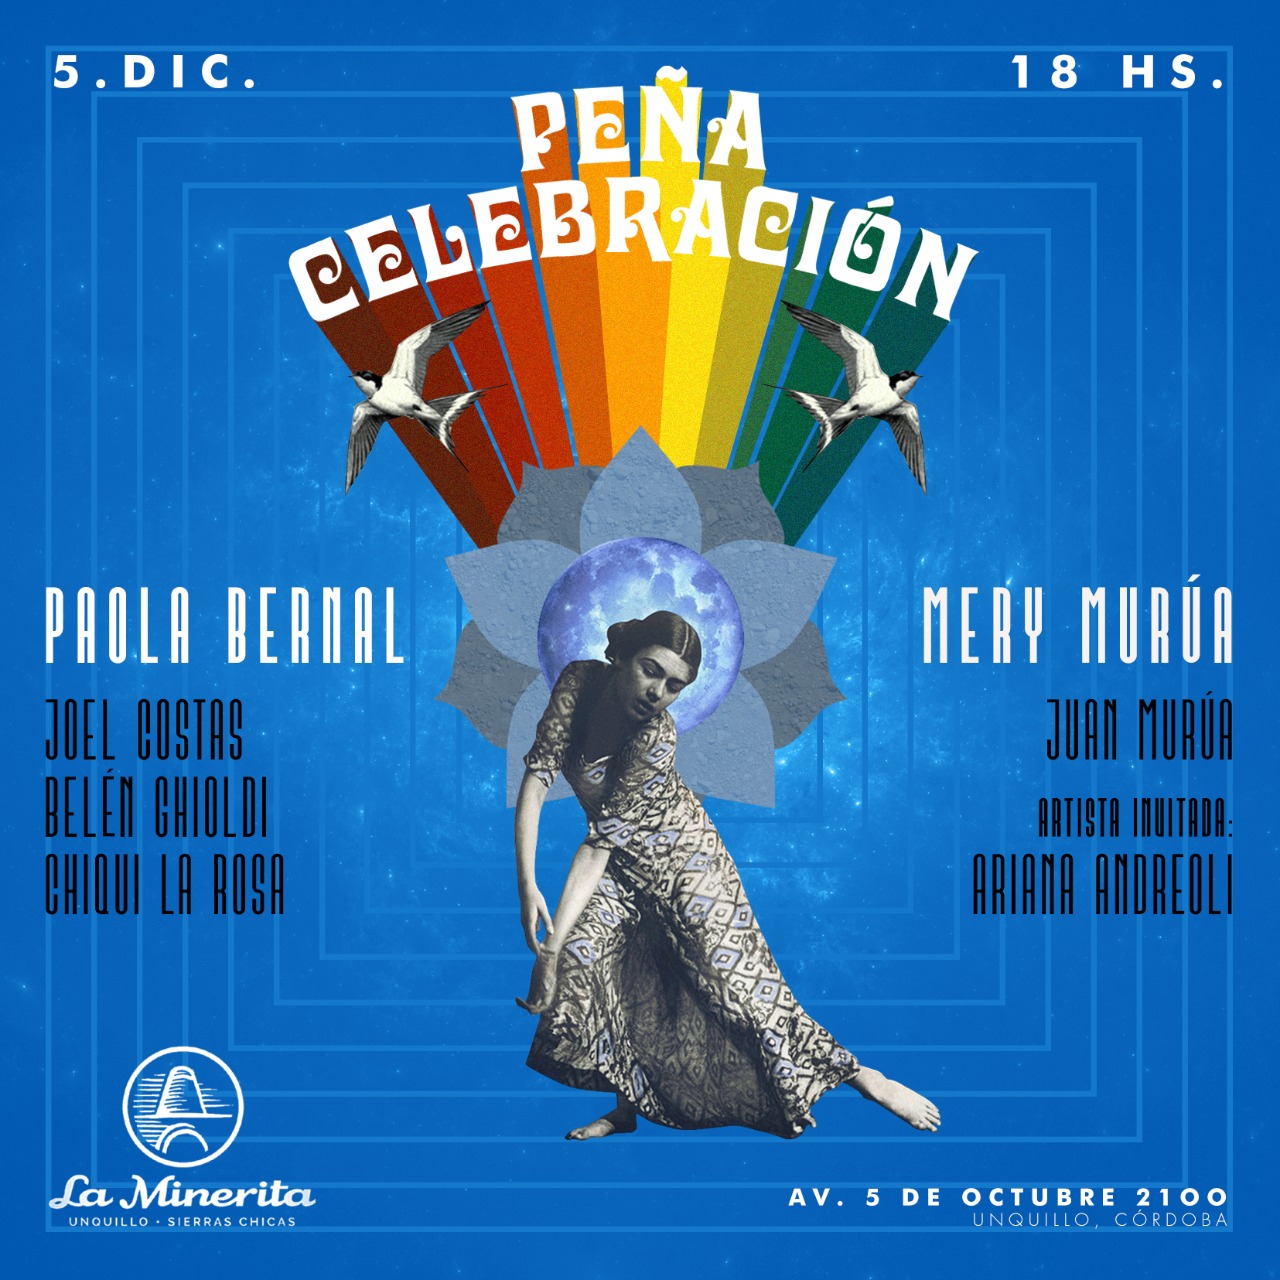 5.DIC.
18 HS.
PEÑA
CELEBRACIÓN
PAOLA BERNAL
JOEL COSTAS
BELÉN GHIOLDI
CHIQUI LA ROSA
MERY MURÚA
JUAN MURÚA
ARTISTA INVITADA:
ARIANA ANDREOLI
La Minerita
UNQUILLO · SIERRAS CHICAS
AV. 5 DE OCTUBRE 2100
UNQUILLO, CÓRDOBA